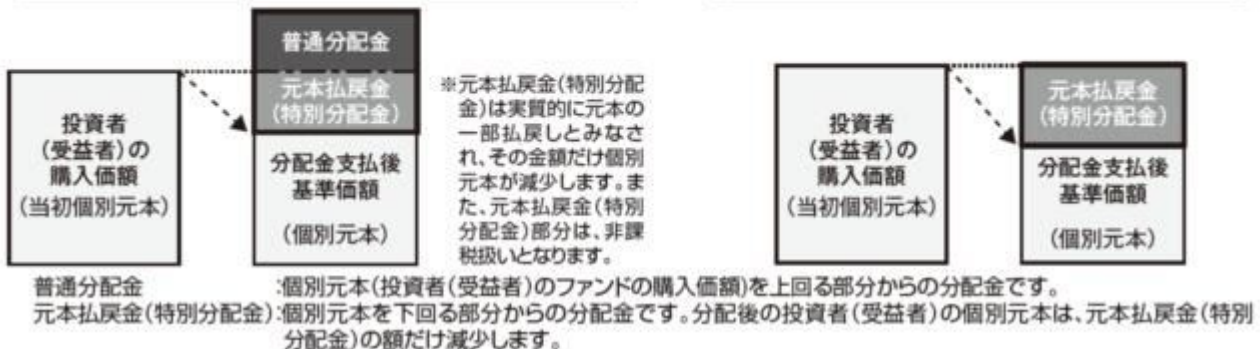 普通分配金
元本払戻金
(特別分配金)
投資者
(受益者)の
購入価額
(当初個別元本)
分配金支払後
基準価額
(個別元本)
※元本払戻金(特別分配
金)は実質的に元本の
一部払戻しとみなさ
れ、その金額だけ個別
元本が減少します。ま
た、元本払戻金(特別
分配金)部分は、非課
税扱いとなります。
投資者
(受益者)の
購入価額
(当初個別元本)
元本払戻金
(特別分配金)
分配金支払後
基準価額
(個別元本)
普通分配金 :個別元本(投資者(受益者)のファンドの購入価額)を上回る部分からの分配金です。
元本払戻金(特別分配金):個別元本を下回る部分からの分配金です。分配後の投資者(受益者)の個別元本は、元本払戻金(特別
分配金)の額だけ減少します。